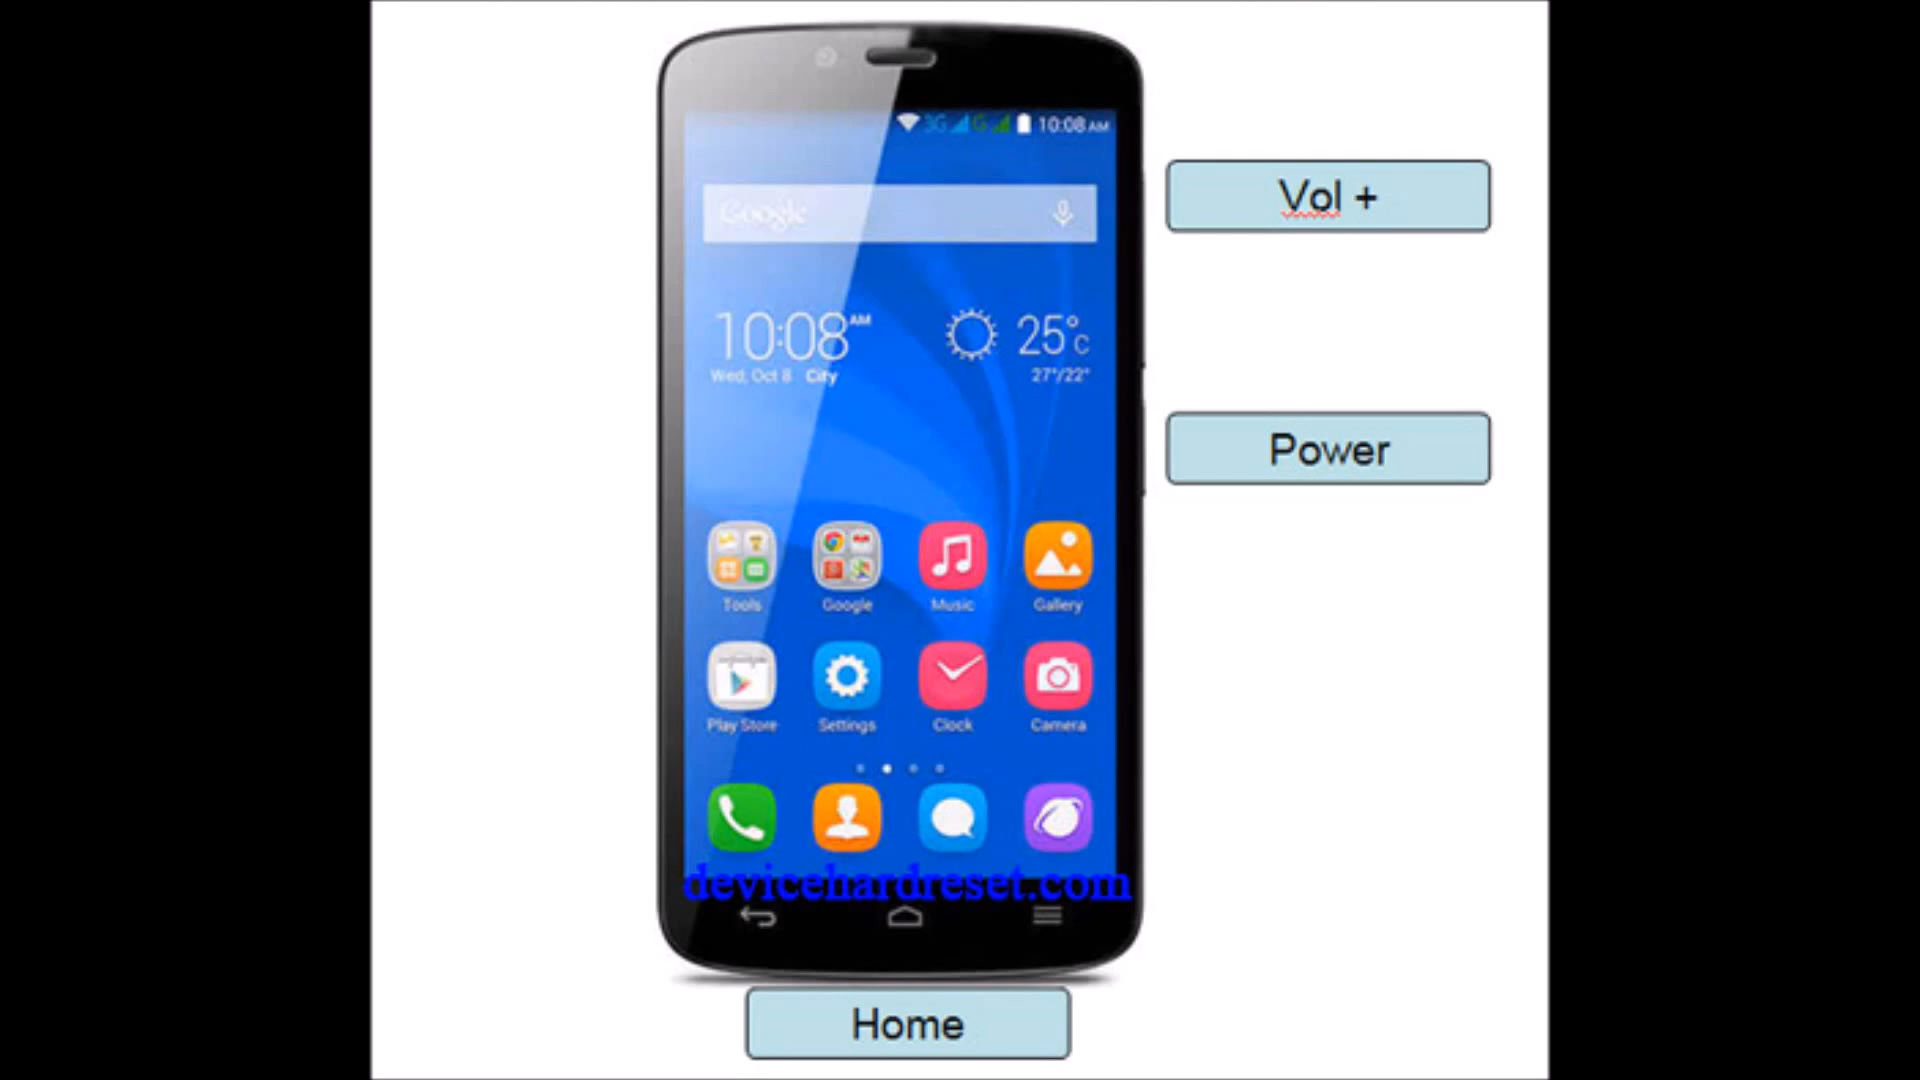 3G G 10:08 AM
Google
Vol +
10:08 AM
25°C
Wed, Oct 8 City
27°/22°
Power
Tools Google Music Gallery
Play Store Settings Clock Camera
devicehardreset.com
Home